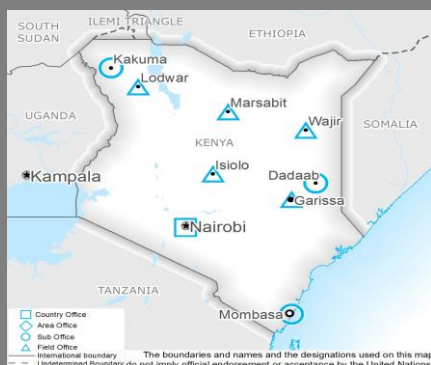 SOUTH
SUDAN
ILEMI TRIANGLE
ETHIOPIA
Kakuma
Lodwar
Marsabit
Wajir
UGANDA
SOMALIA
KENYA
Kampala
Isiolo
Dadaab
Garissa
Nairobi
TANZANIA
Mombasa
Country Office
Area Office
Sub Office
Field Office
International boundary
The boundaries and names and the designations used on this map
Undetermined Boundary
do not imply official endorsement or acceptance by the United Nations